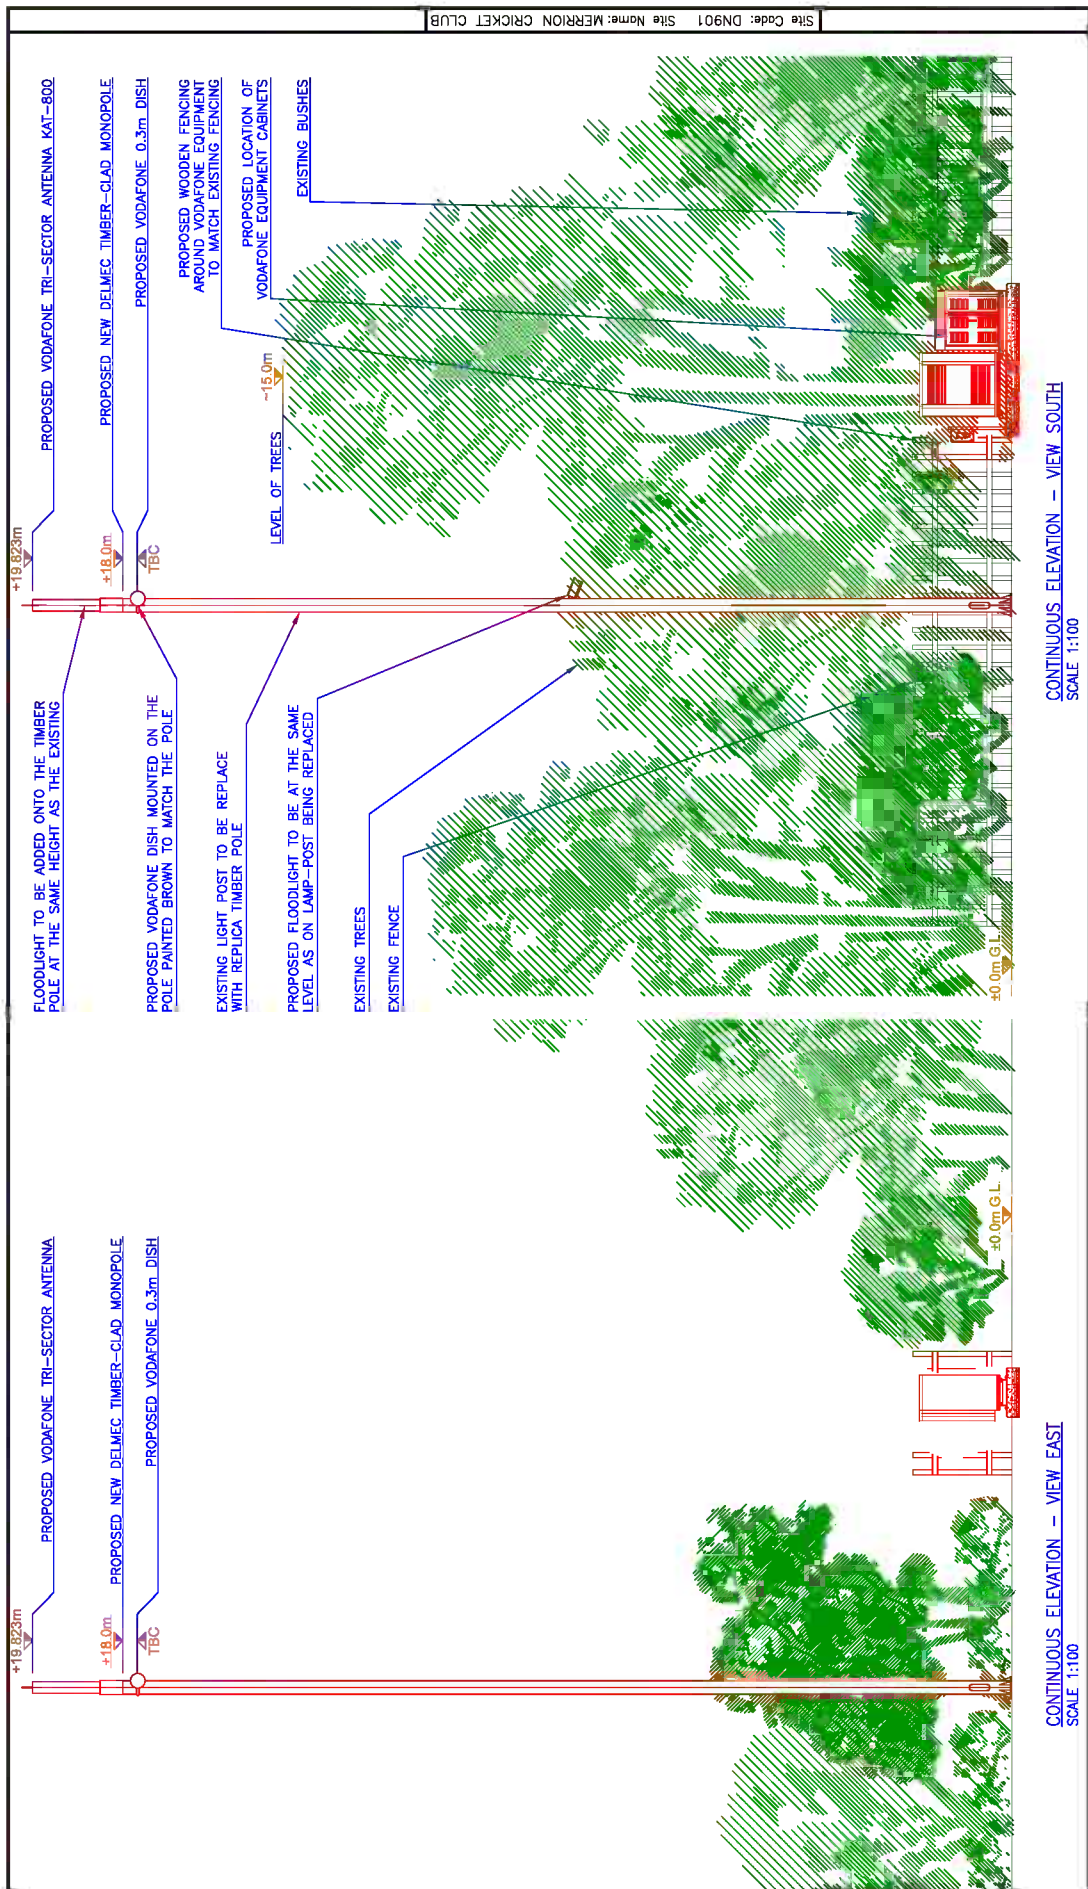 Site Code: DN901   Site Name: MERRION CRICKET CLUB
+19.823m
PROPOSED VODAFONE TRI-SECTOR ANTENNA
+18.0m
PROPOSED NEW DELMEC TIMBER-CLAD MONOPOLE
TBC
PROPOSED VODAFONE 0.3m DISH
±0.0m G.L.
CONTINUOUS ELEVATION - VIEW EAST
SCALE 1:100
FLOODLIGHT TO BE ADDED ONTO THE TIMBER
POLE AT THE SAME HEIGHT AS THE EXISTING
PROPOSED VODAFONE DISH MOUNTED ON THE
POLE PAINTED BROWN TO MATCH THE POLE
EXISTING LIGHT POST TO BE REPLACE
WITH REPLICA TIMBER POLE
PROPOSED FLOODLIGHT TO BE AT THE SAME
LEVEL AS ON LAMP-POST BEING REPLACED
EXISTING TREES
EXISTING FENCE
±0.0m G.L.
+19.823m
PROPOSED VODAFONE TRI-SECTOR ANTENNA KAT-800
+18.0m
PROPOSED NEW DELMEC TIMBER-CLAD MONOPOLE
TBC
PROPOSED VODAFONE 0.3m DISH
PROPOSED WOODEN FENCING
AROUND VODAFONE EQUIPMENT
TO MATCH EXISTING FENCING
PROPOSED LOCATION OF
VODAFONE EQUIPMENT CABINETS
EXISTING BUSHES
~15.0m
LEVEL OF TREES
CONTINUOUS ELEVATION - VIEW SOUTH
SCALE 1:100